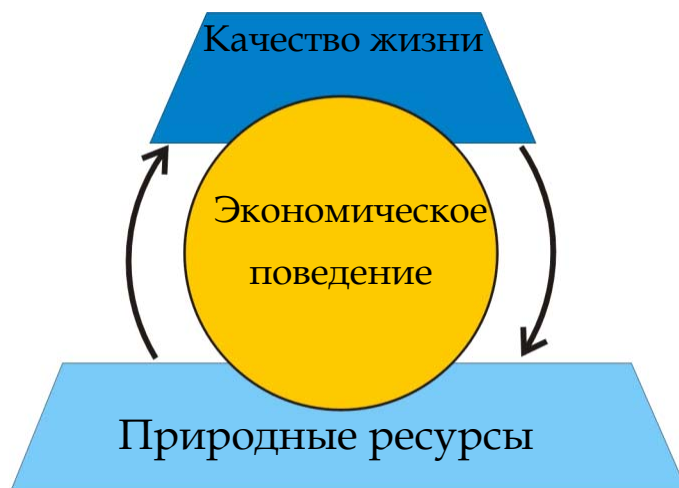 Качество жизни
Экономическое
поведение
Природные ресурсы